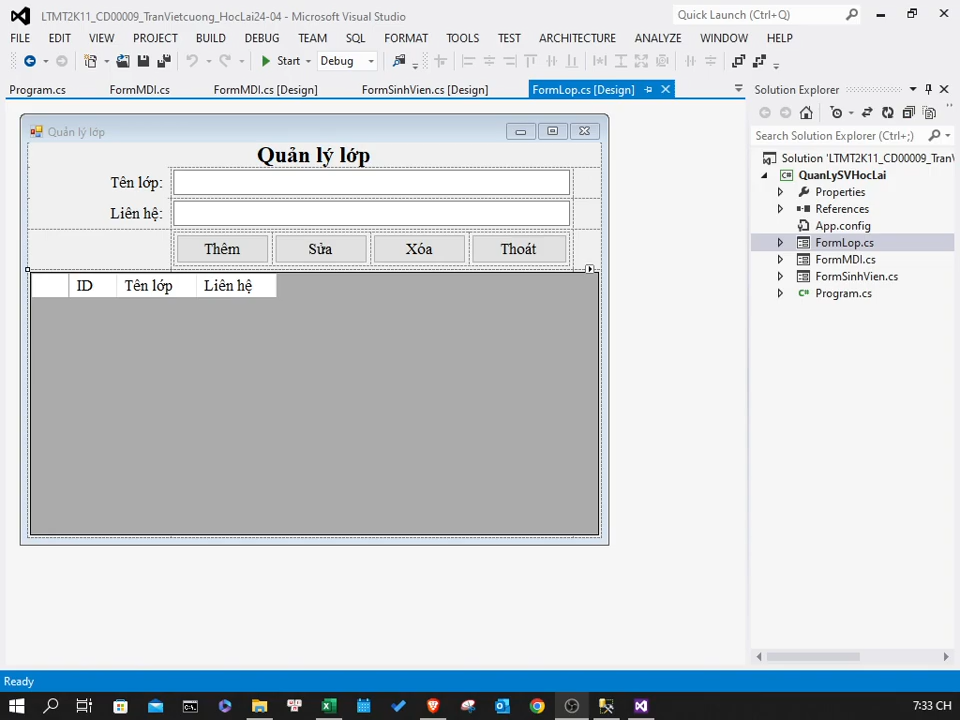 LTMT2K11_CD00009_TranVietcuong_HocLai24-04 - Microsoft Visual Studio
Quick Launch (Ctrl+Q)
FILE EDIT VIEW PROJECT BUILD DEBUG TEAM SQL FORMAT TOOLS TEST ARCHITECTURE ANALYZE WINDOW HELP
Start Debug
Program.cs FormMDI.cs FormMDI.cs [Design] FormSinhVien.cs [Design] FormLop.cs [Design]
Solution Explorer
Search Solution Explorer (Ctrl+;)
Solution 'LTMT2K11_CD00009_TranV
QuanLySVHocLai
Properties
References
App.config
FormLop.cs
FormMDI.cs
FormSinhVien.cs
Program.cs
Quản lý lớp
Quản lý lớp
Tên lớp:
Liên hệ:
Thêm Sửa Xóa Thoát
ID Tên lớp Liên hệ
Ready
7:33 CH